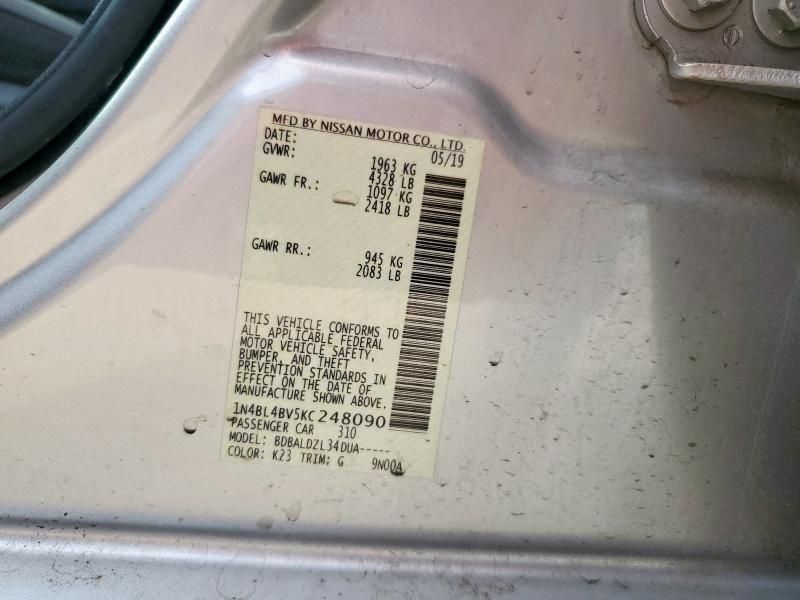 MFD BY NISSAN MOTOR CO., LTD.
DATE: 05/19
GVWR: 1963 KG
4328 LB
GAWR FR.: 1097 KG
2418 LB
GAWR RR.: 945 KG
2083 LB
THIS VEHICLE CONFORMS TO
ALL APPLICABLE FEDERAL
MOTOR VEHICLE SAFETY,
BUMPER, AND THEFT
PREVENTION STANDARDS IN
EFFECT ON THE DATE OF
MANUFACTURE SHOWN ABOVE.
1N4BL4BV5KC248090
PASSENGER CAR 310
MODEL: BDBALDZL34DUA-----
COLOR: K23 TRIM; G 9N00A